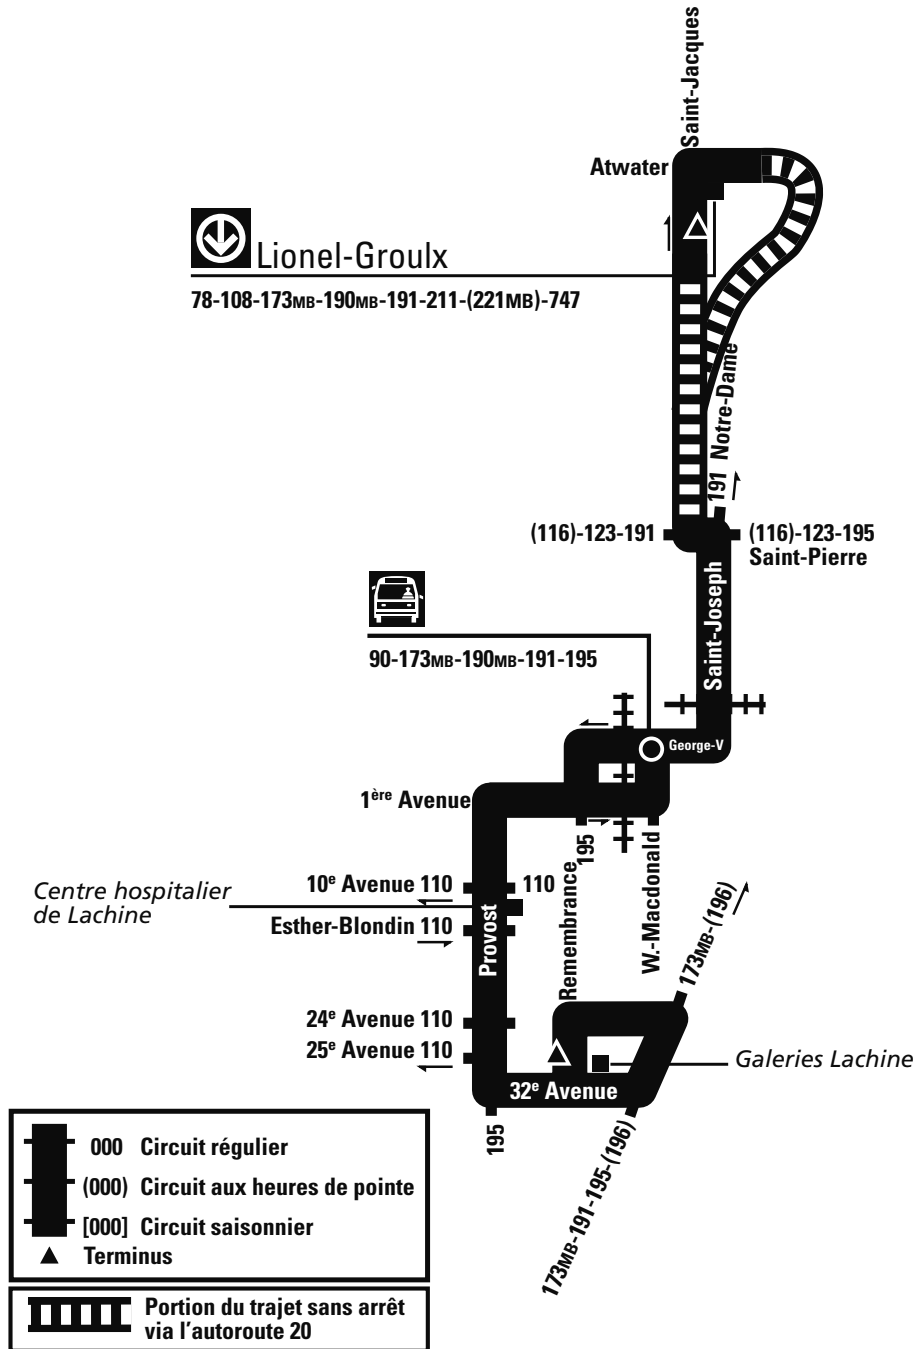 Saint-Jacques
Atwater
Lionel-Groulx
78-108-173MB-190MB-191-211-(221MB)-747
191 Notre-Dame
(116)-123-191
(116)-123-195
Saint-Pierre
Saint-Joseph
90-173MB-190MB-191-195
George-V
1ère Avenue
195
Remembrance
W.-Macdonald
10e Avenue 110
110
Centre hospitalier
de Lachine
Esther-Blondin 110
Provost
173MB-(196)
24e Avenue 110
25e Avenue 110
Galeries Lachine
32e Avenue
195
173MB-191-195-(196)
000 Circuit régulier
(000) Circuit aux heures de pointe
[000] Circuit saisonnier
Terminus
Portion du trajet sans arrêt
via l'autoroute 20